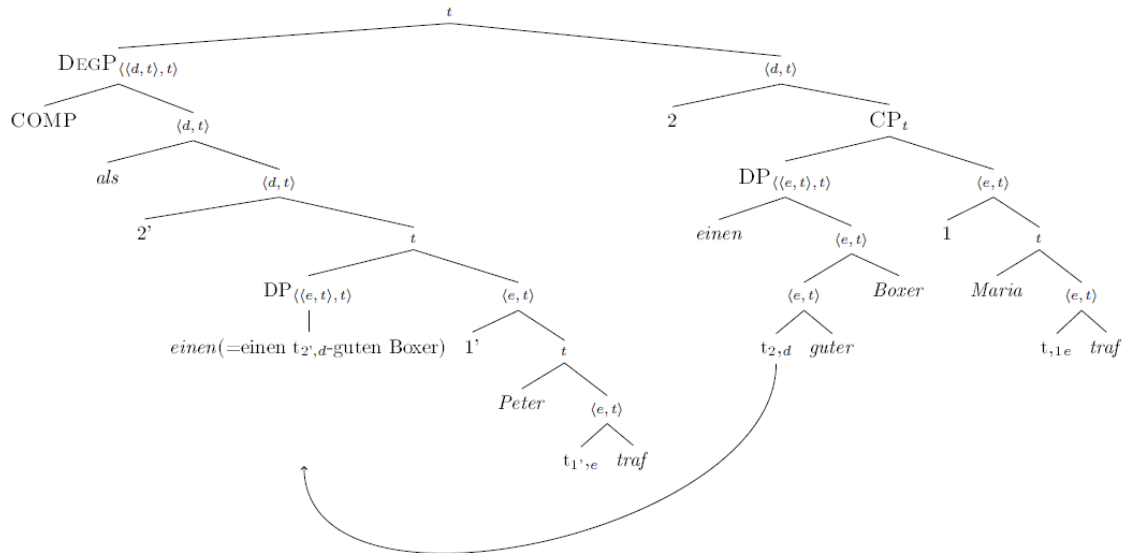 t
DEGP⟨⟨d,t⟩,t⟩ ⟨d, t⟩
COMP ⟨d, t⟩ 2 CPt
als ⟨d, t⟩ DP⟨⟨e,t⟩,t⟩ ⟨e, t⟩
2' t einen ⟨e, t⟩ 1 t
DP⟨⟨e,t⟩,t⟩ ⟨e, t⟩ ⟨e, t⟩ Boxer Maria ⟨e, t⟩
einen(=einen t2',d-guten Boxer) 1' t t2,d guter t,1e traf
Peter ⟨e, t⟩
t1',e traf